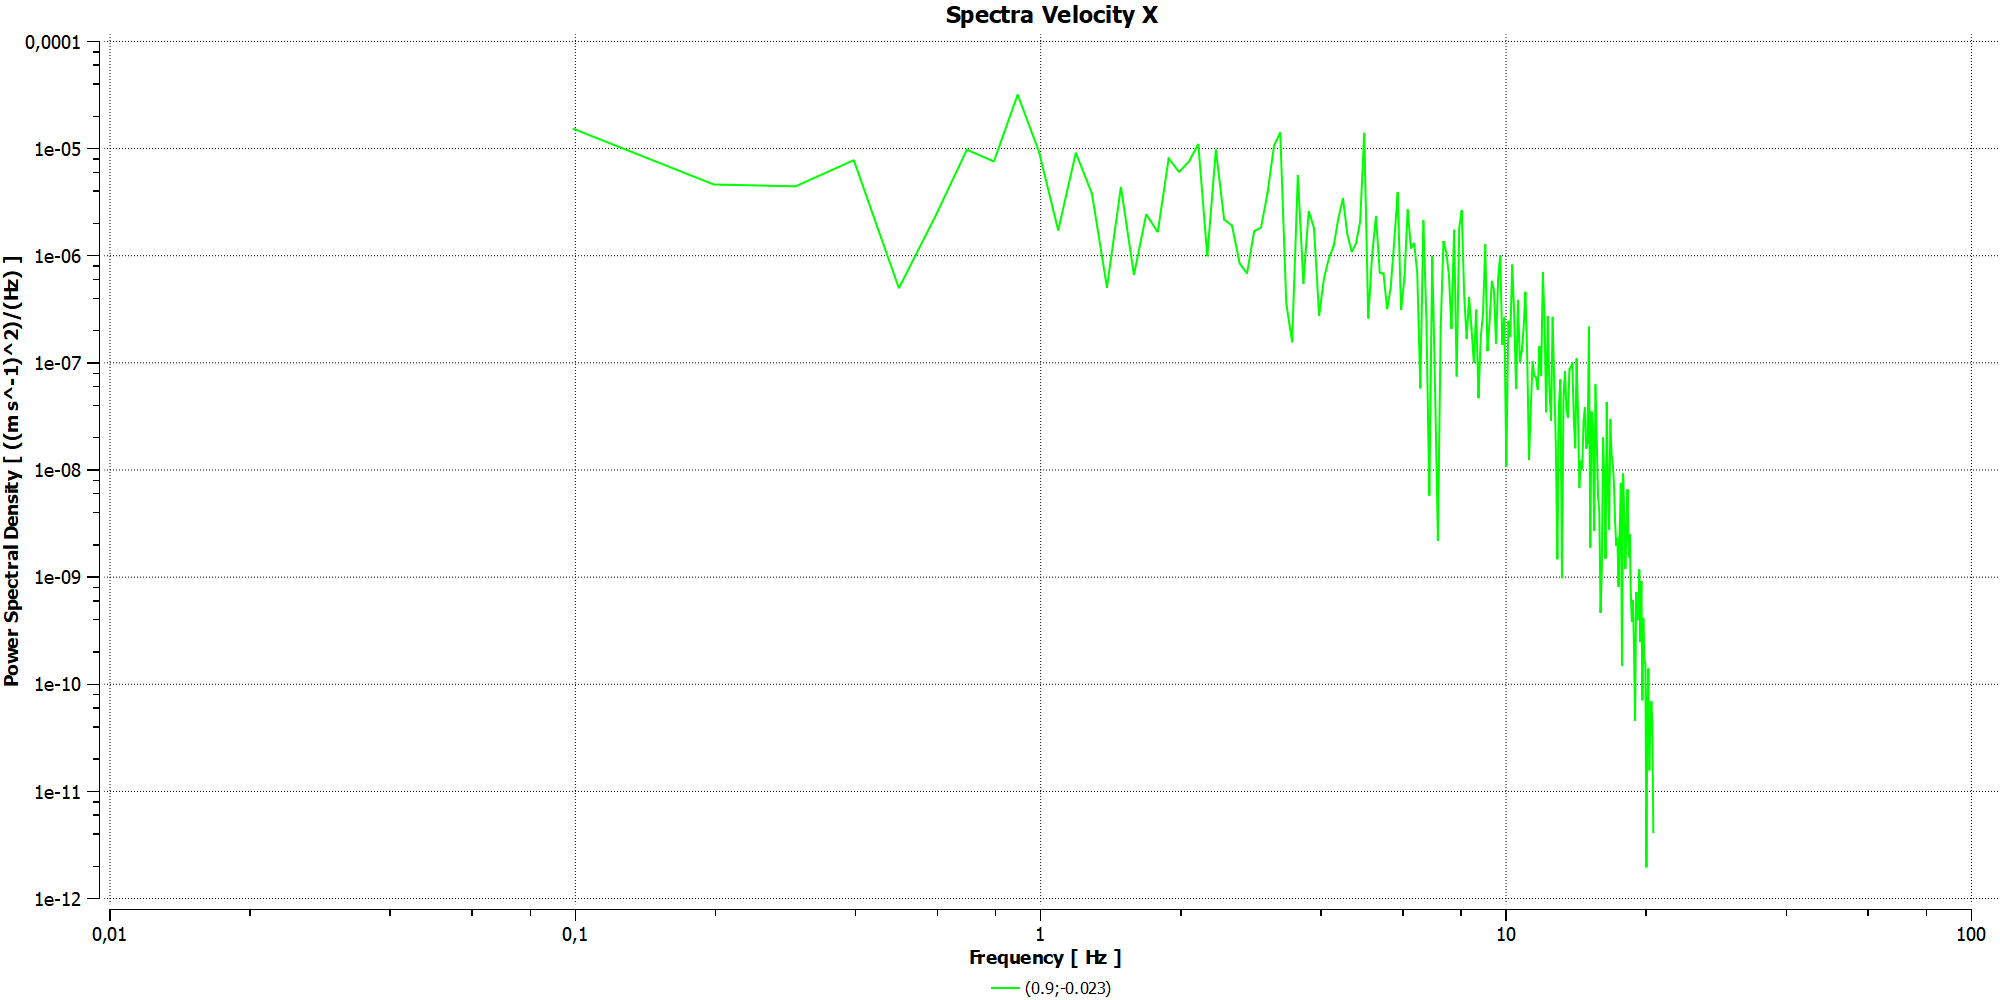 Spectra Velocity X
0,0001
1e-05
1e-06
1e-07
1e-08
1e-09
1e-10
1e-11
1e-12
Power Spectral Density [ ((m s^-1)^2)/(Hz) ]
0,01 0,1 1 10 100
Frequency [ Hz ]
(0.9;-0.023)